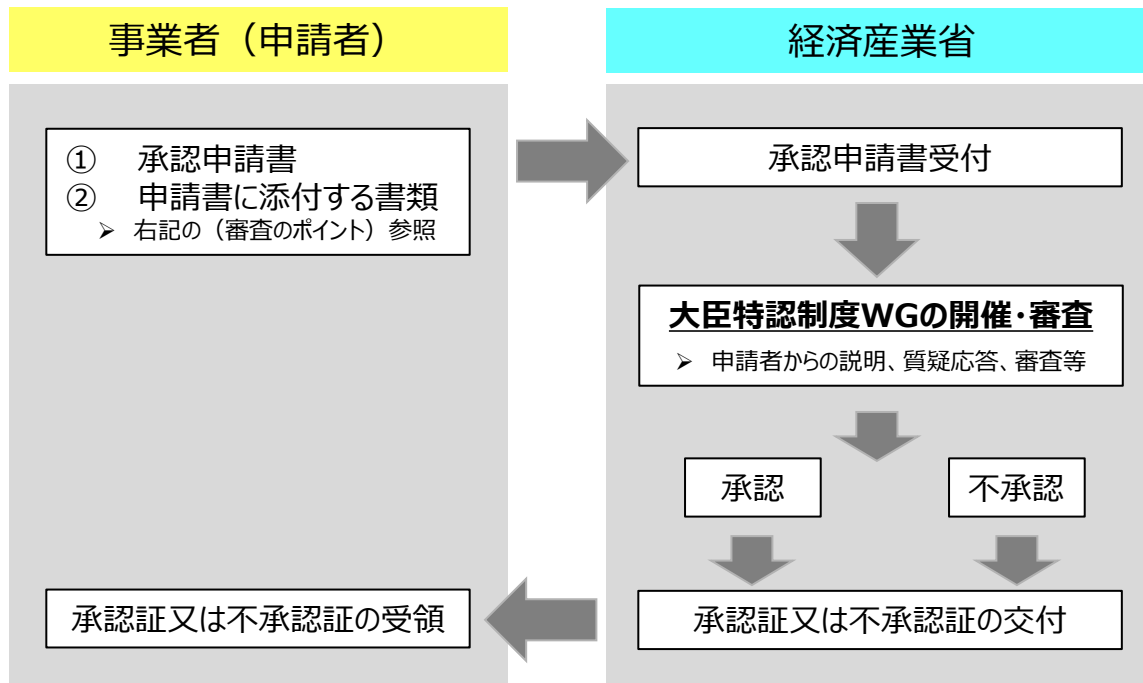 事業者（申請者）
経済産業省
① 承認申請書
② 申請書に添付する書類
➢ 右記の（審査のポイント）参照
承認申請書受付
大臣特認制度WGの開催・審査
➢ 申請者からの説明、質疑応答、審査等
承認
不承認
承認証又は不承認証の受領
承認証又は不承認証の交付